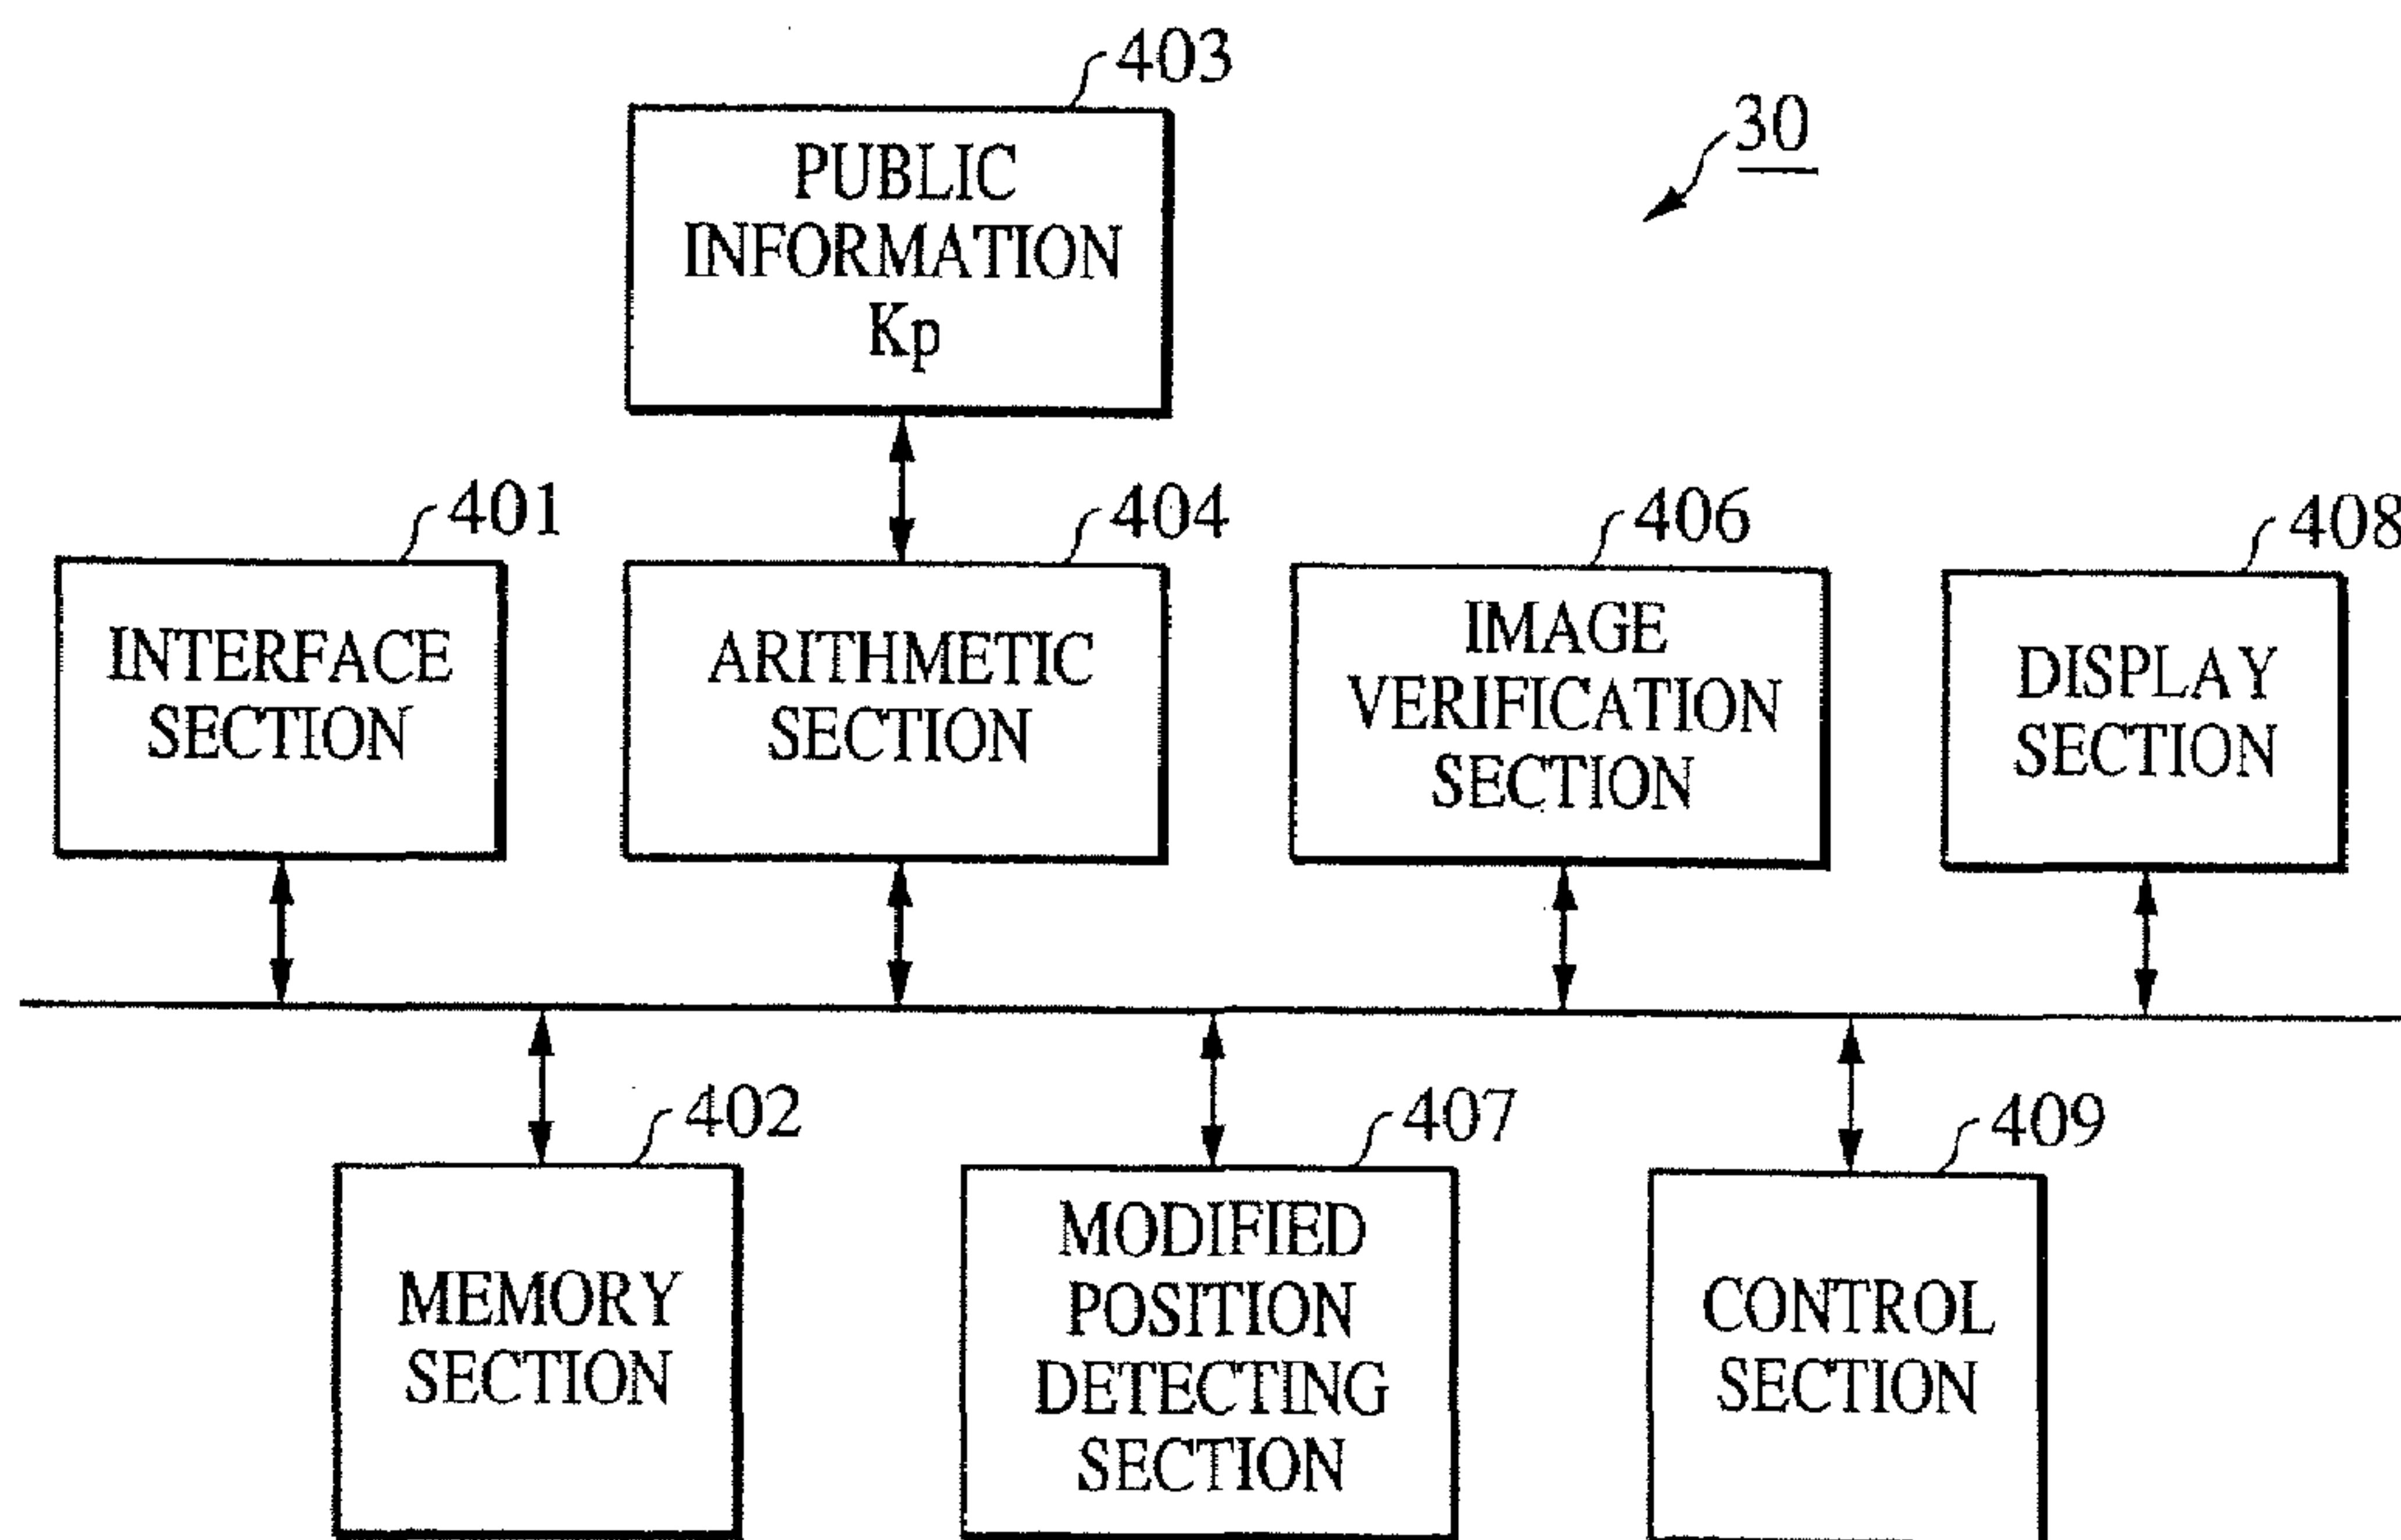 403
30
PUBLIC
INFORMATION
Kp
401
404
406
408
INTERFACE
SECTION
ARITHMETIC
SECTION
IMAGE
VERIFICATION
SECTION
DISPLAY
SECTION
402
407
409
MEMORY
SECTION
MODIFIED
POSITION
DETECTING
SECTION
CONTROL
SECTION